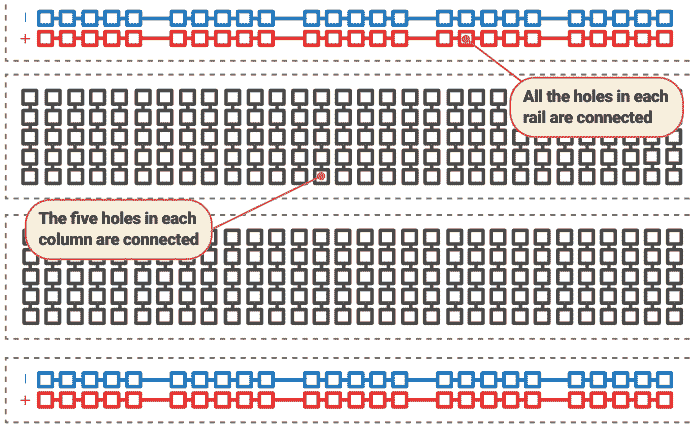 –
+
All the holes in each
rail are connected
The five holes in each
column are connected
–
+